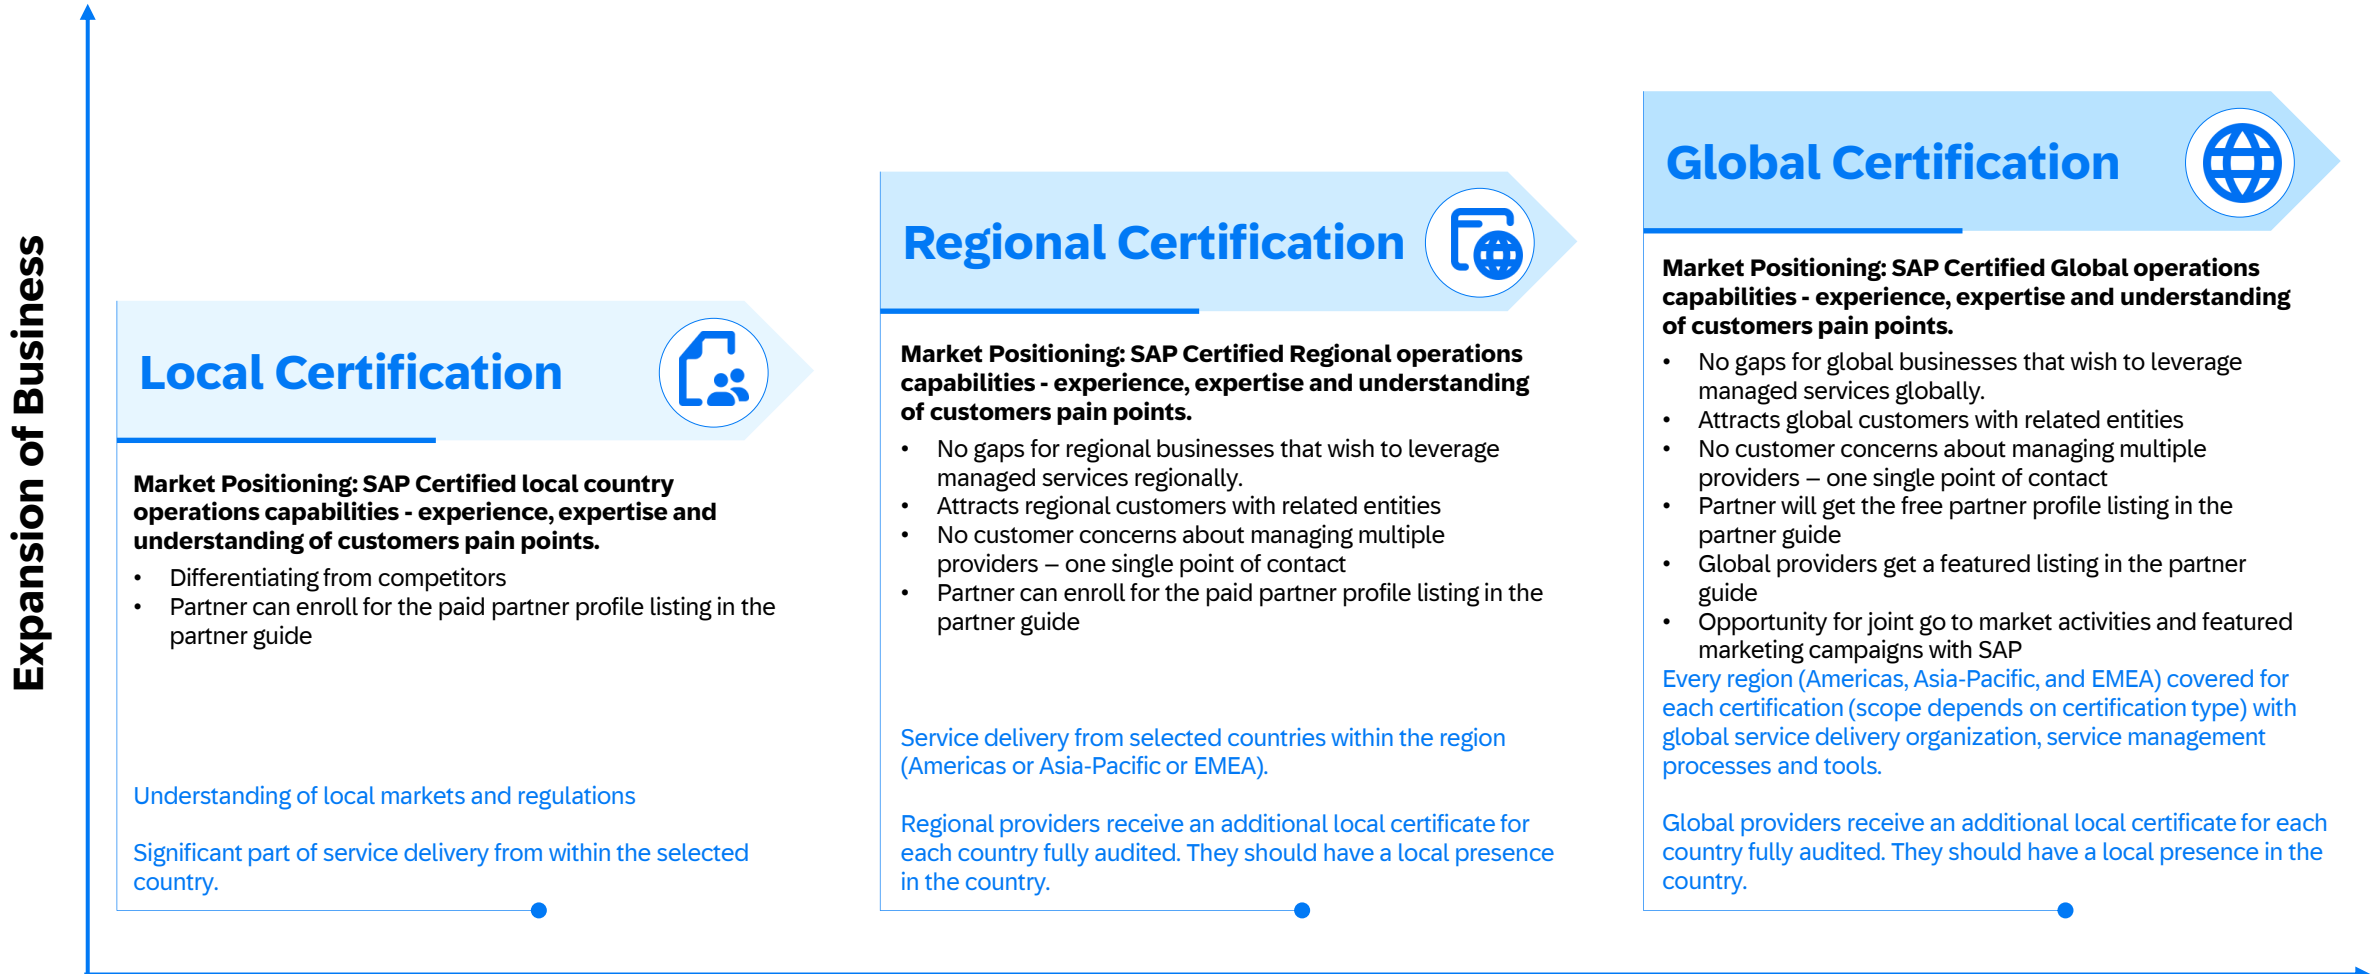 Expansion of Business
Local Certification
Market Positioning: SAP Certified local country
operations capabilities - experience, expertise and
understanding of customers pain points.
• Differentiating from competitors
• Partner can enroll for the paid partner profile listing in the
partner guide
Understanding of local markets and regulations
Significant part of service delivery from within the selected
country.
Regional Certification
Market Positioning: SAP Certified Regional operations
capabilities - experience, expertise and understanding
of customers pain points.
• No gaps for regional businesses that wish to leverage
managed services regionally.
• Attracts regional customers with related entities
• No customer concerns about managing multiple
providers – one single point of contact
• Partner can enroll for the paid partner profile listing in the
partner guide
Service delivery from selected countries within the region
(Americas or Asia-Pacific or EMEA).
Regional providers receive an additional local certificate for
each country fully audited. They should have a local presence
in the country.
Global Certification
Market Positioning: SAP Certified Global operations
capabilities - experience, expertise and understanding
of customers pain points.
• No gaps for global businesses that wish to leverage
managed services globally.
• Attracts global customers with related entities
• No customer concerns about managing multiple
providers – one single point of contact
• Partner will get the free partner profile listing in the
partner guide
• Global providers get a featured listing in the partner
guide
• Opportunity for joint go to market activities and featured
marketing campaigns with SAP
Every region (Americas, Asia-Pacific, and EMEA) covered for
each certification (scope depends on certification type) with
global service delivery organization, service management
processes and tools.
Global providers receive an additional local certificate for each
country fully audited. They should have a local presence in the
country.